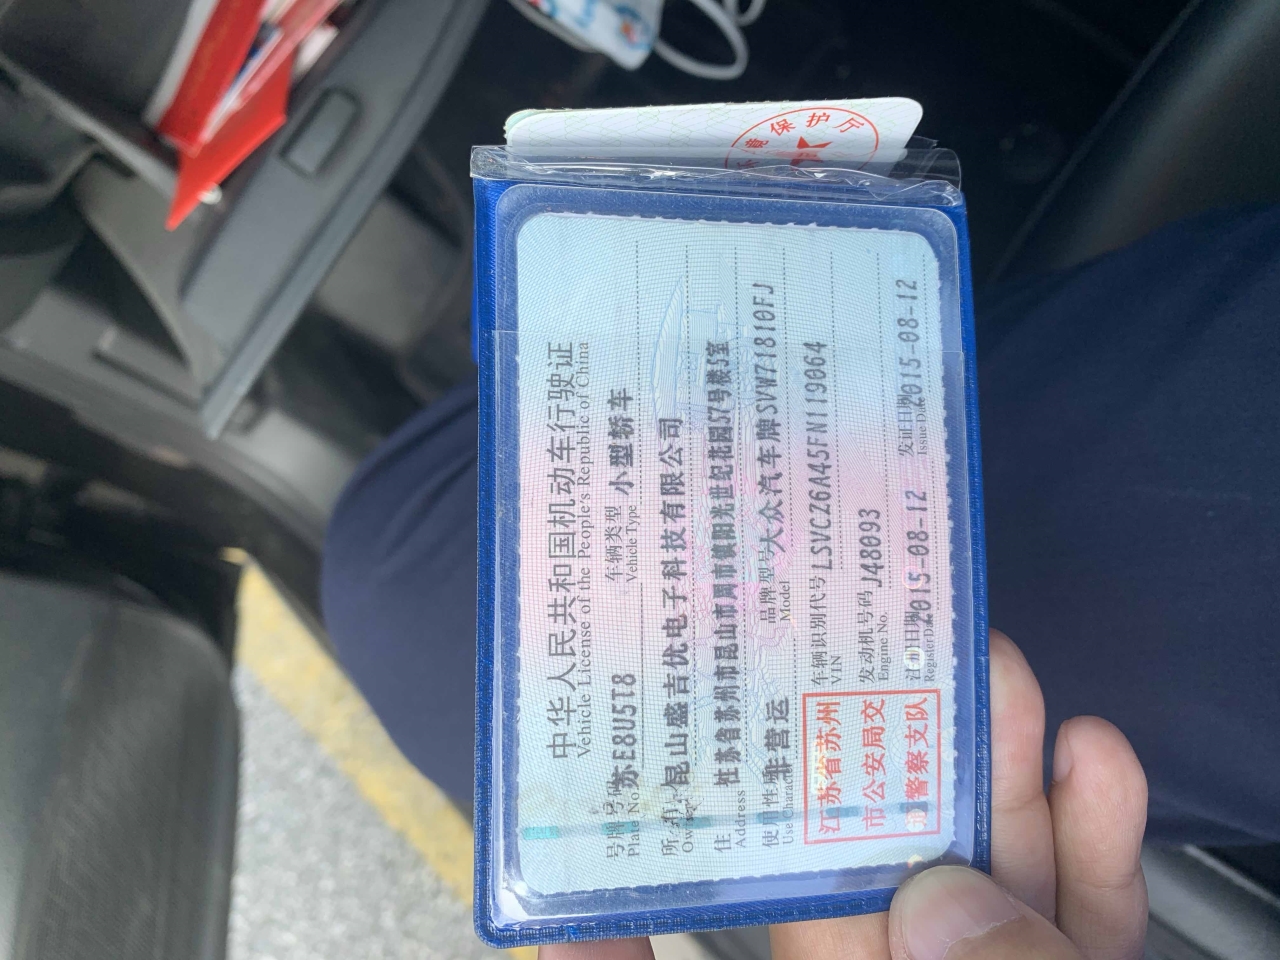 境保护厅
中华人民共和国机动车行驶证
Vehicle License of the People's Republic of China
号牌号码 苏E8U5T8 车辆类型 小型轿车
Plate No. Vehicle Type
所有人 昆山盛吉优电子科技有限公司
Owner
住 江苏省苏州市昆山市周市镇阳光世纪花园57号楼5室
Address
使用性质 非营运 品牌型号 大众汽车牌SVW71810FJ
Use Character Model
江苏省苏州
市公安局交
通警察支队
车辆识别代号 LSVCZ6A45FN119064
VIN
发动机号码 J48093
Engine No.
注册日期 2015-08-12 发证日期 2015-08-12
Register Date Issue Date